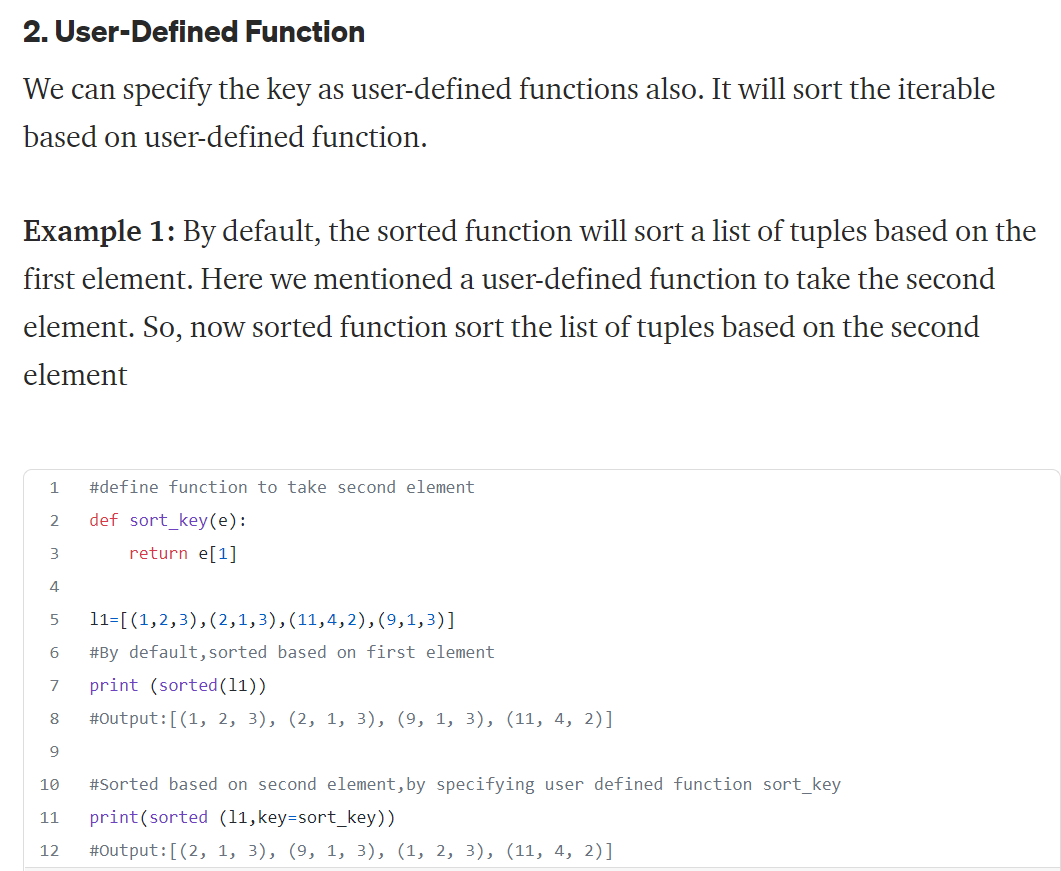 2. User-Defined Function
We can specify the key as user-defined functions also. It will sort the iterable
based on user-defined function.
Example 1: By default, the sorted function will sort a list of tuples based on the
first element. Here we mentioned a user-defined function to take the second
element. So, now sorted function sort the list of tuples based on the second
element
1 #define function to take second element
2 def sort_key(e):
3     return e[1]
4
5 l1=[(1,2,3),(2,1,3),(11,4,2),(9,1,3)]
6 #By default,sorted based on first element
7 print (sorted(l1))
8 #Output:[(1, 2, 3), (2, 1, 3), (9, 1, 3), (11, 4, 2)]
9
10 #Sorted based on second element,by specifying user defined function sort_key
11 print(sorted (l1,key=sort_key))
12 #Output:[(2, 1, 3), (9, 1, 3), (1, 2, 3), (11, 4, 2)]